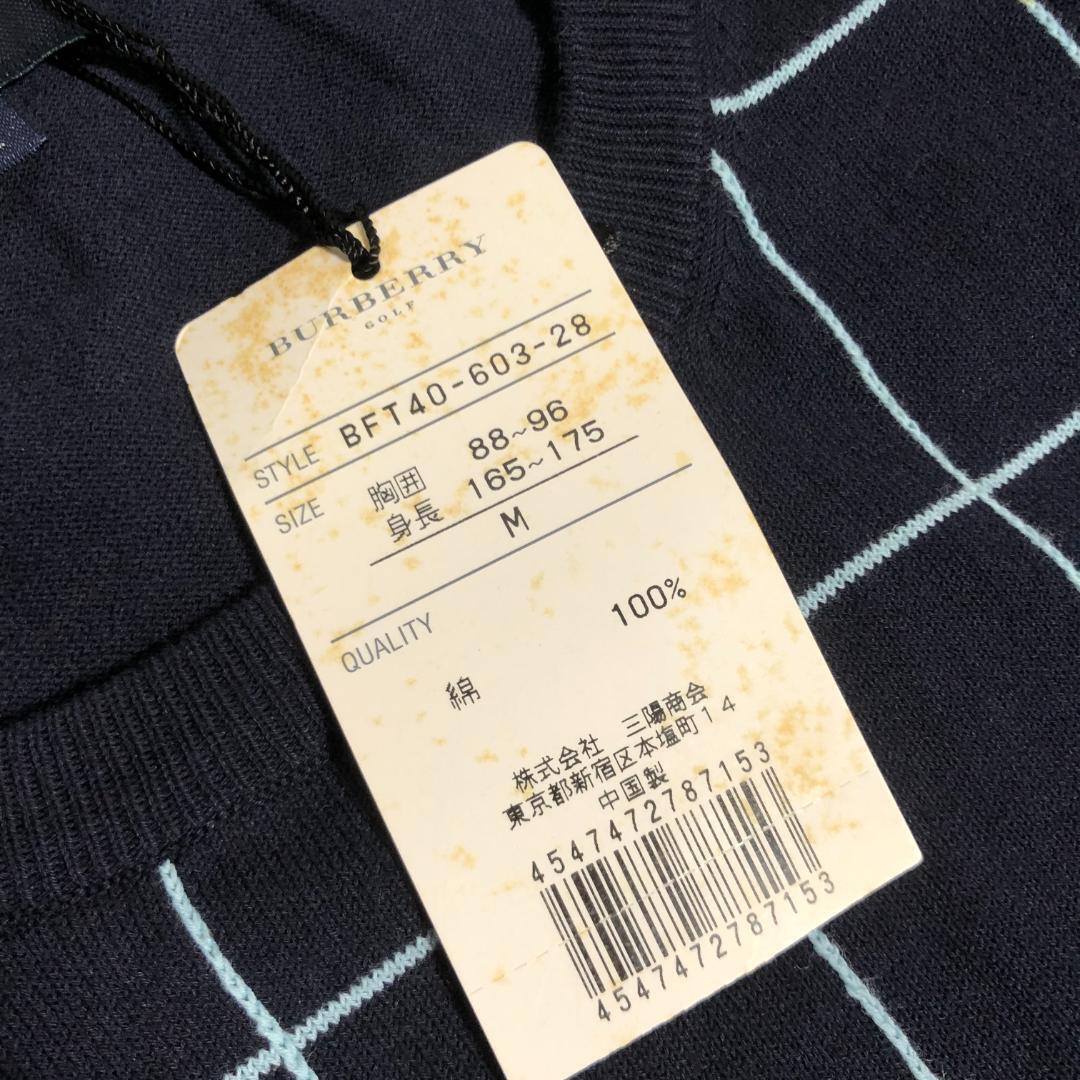 BURBERRY
GOLF
STYLE BFT40-603-28
SIZE 胸囲 88~96
身長 165~175
M
QUALITY
綿 100%
株式会社 三陽商会
東京都新宿区本塩町14
中国製
4547472787153
4547472787153